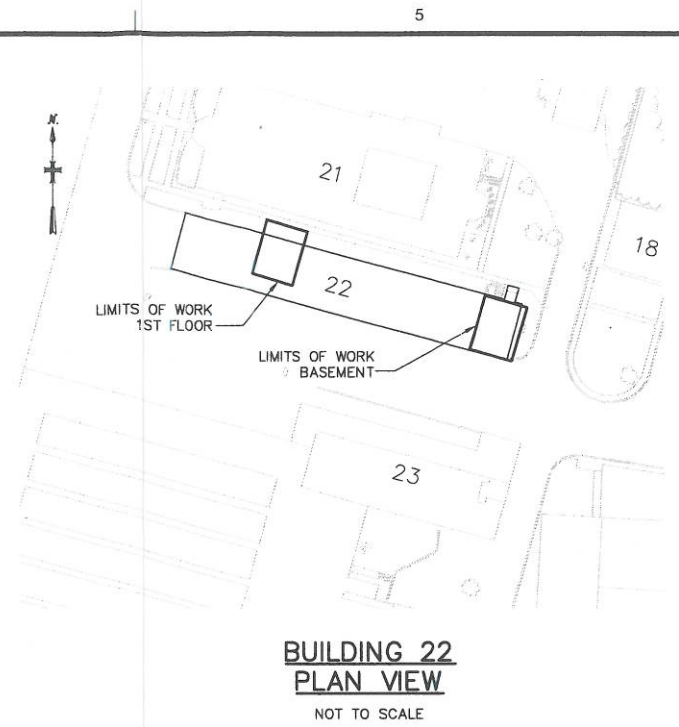 5
N.
21
18
22
LIMITS OF WORK
1ST FLOOR
LIMITS OF WORK
BASEMENT
23
BUILDING 22
PLAN VIEW
NOT TO SCALE